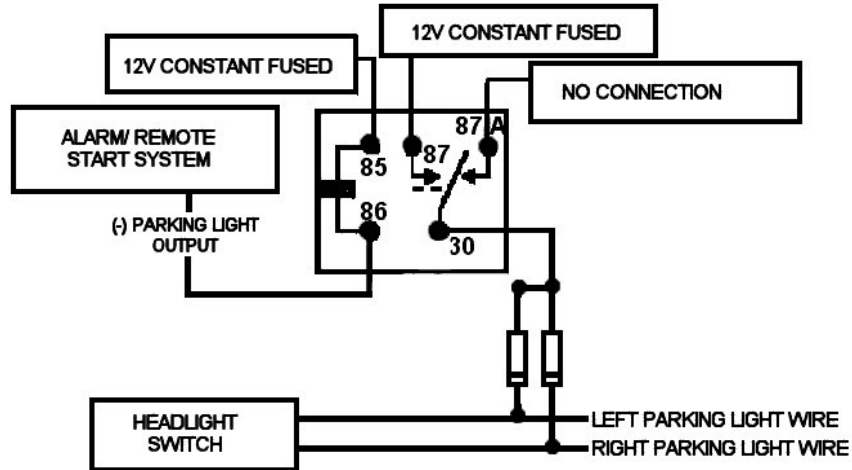 12V CONSTANT FUSED
12V CONSTANT FUSED
NO CONNECTION
ALARM/ REMOTE
START SYSTEM
87 A
85
87
86
30
(-) PARKING LIGHT
OUTPUT
HEADLIGHT
SWITCH
LEFT PARKING LIGHT WIRE
RIGHT PARKING LIGHT WIRE